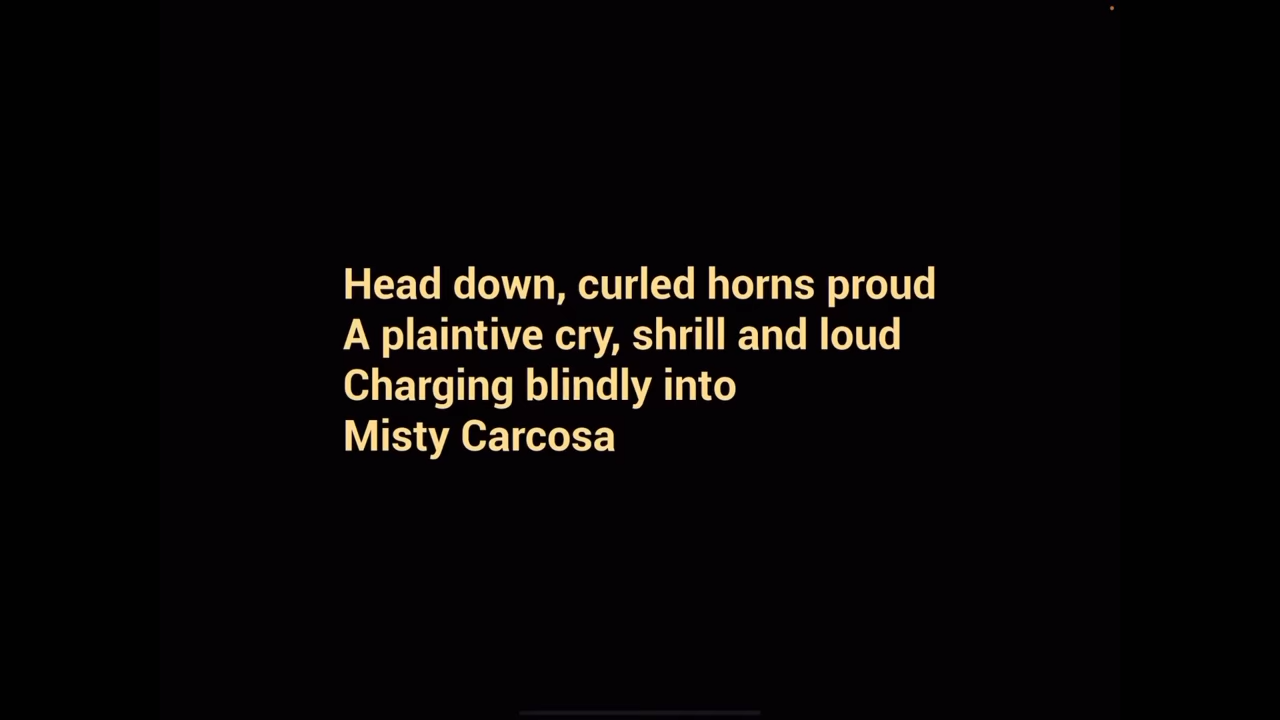 Head down, curled horns proud
A plaintive cry, shrill and loud
Charging blindly into
Misty Carcosa